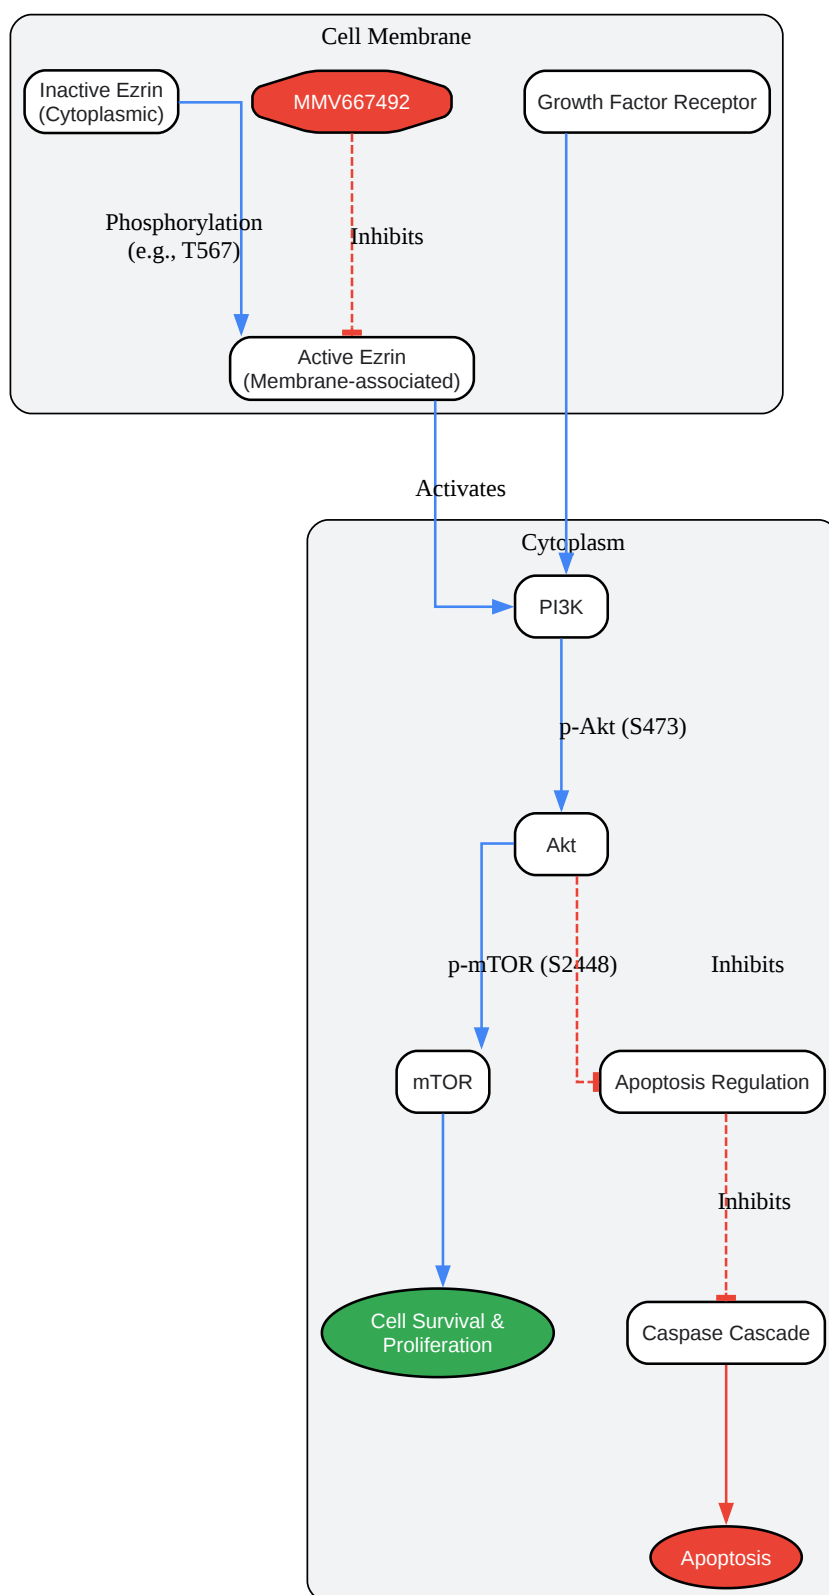 Cell Membrane
Inactive Ezrin
(Cytoplasmic)
MMV667492
Growth Factor Receptor
Phosphorylation
(e.g., T567)
Inhibits
Active Ezrin
(Membrane-associated)
Activates
Cytoplasm
PI3K
p-Akt (S473)
Akt
p-mTOR (S2448)
Inhibits
mTOR
Apoptosis Regulation
Inhibits
Cell Survival &
Proliferation
Caspase Cascade
Apoptosis